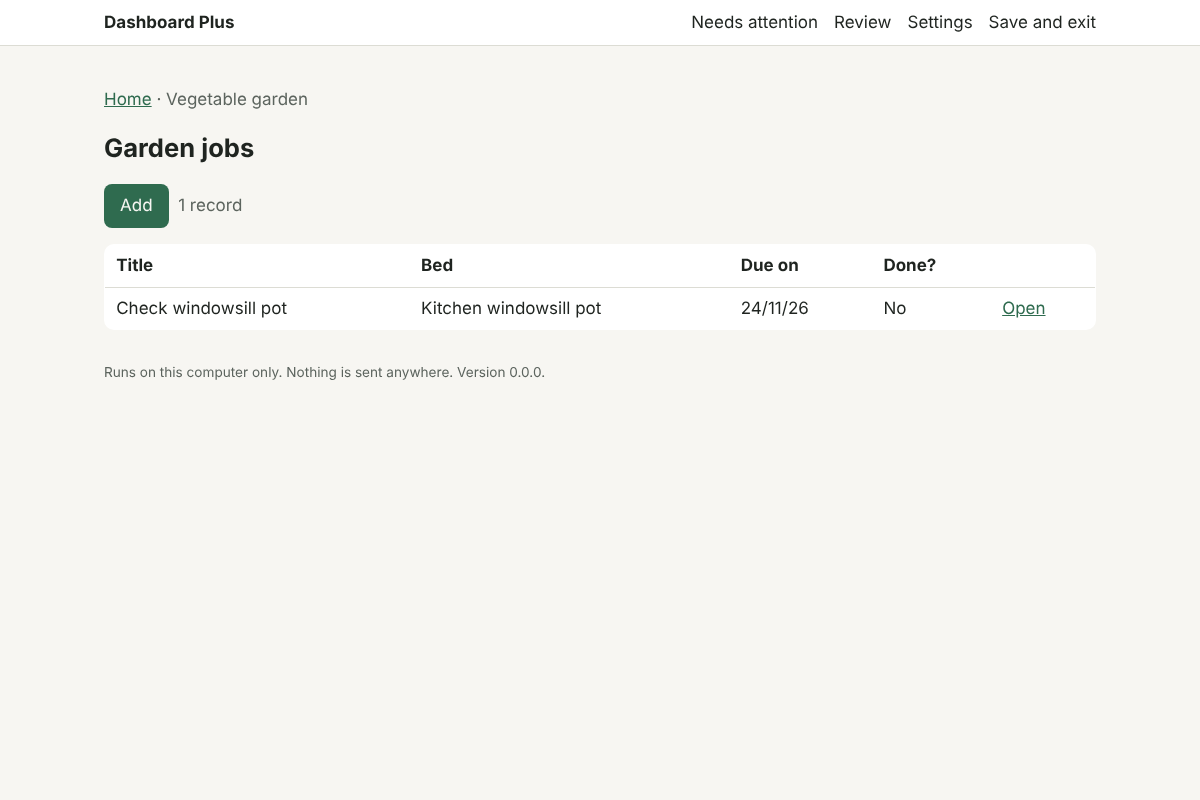 Dashboard Plus Needs attention Review Settings Save and exit
Home · Vegetable garden
Garden jobs
Add 1 record
Title Bed Due on Done?
Check windowsill pot Kitchen windowsill pot 24/11/26 No Open
Runs on this computer only. Nothing is sent anywhere. Version 0.0.0.